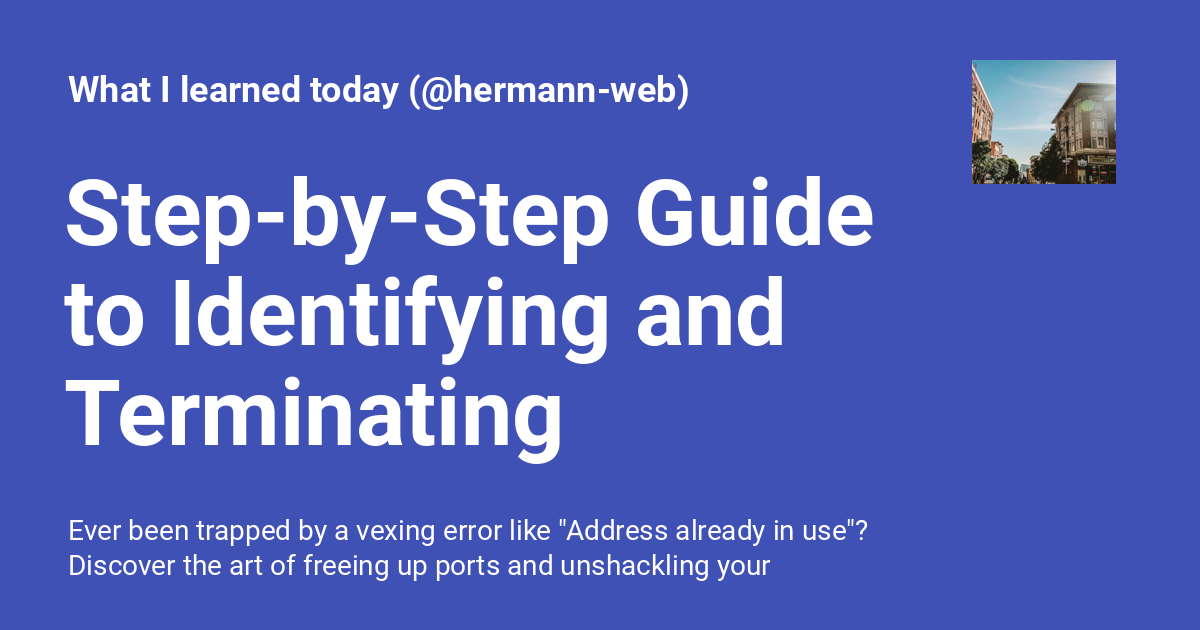 What I learned today (@hermann-web)
Step-by-Step Guide
to Identifying and
Terminating
Ever been trapped by a vexing error like "Address already in use"?
Discover the art of freeing up ports and unshackling your